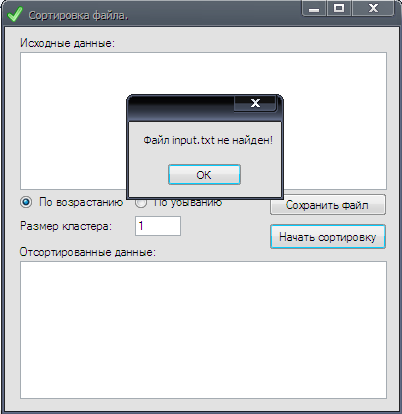 Сортировка файла.
Исходные данные:
Файл input.txt не найден!
OK
По возрастанию
По убыванию
Сохранить файл
Размер кластера:
1
Начать сортировку
Отсортированные данные: